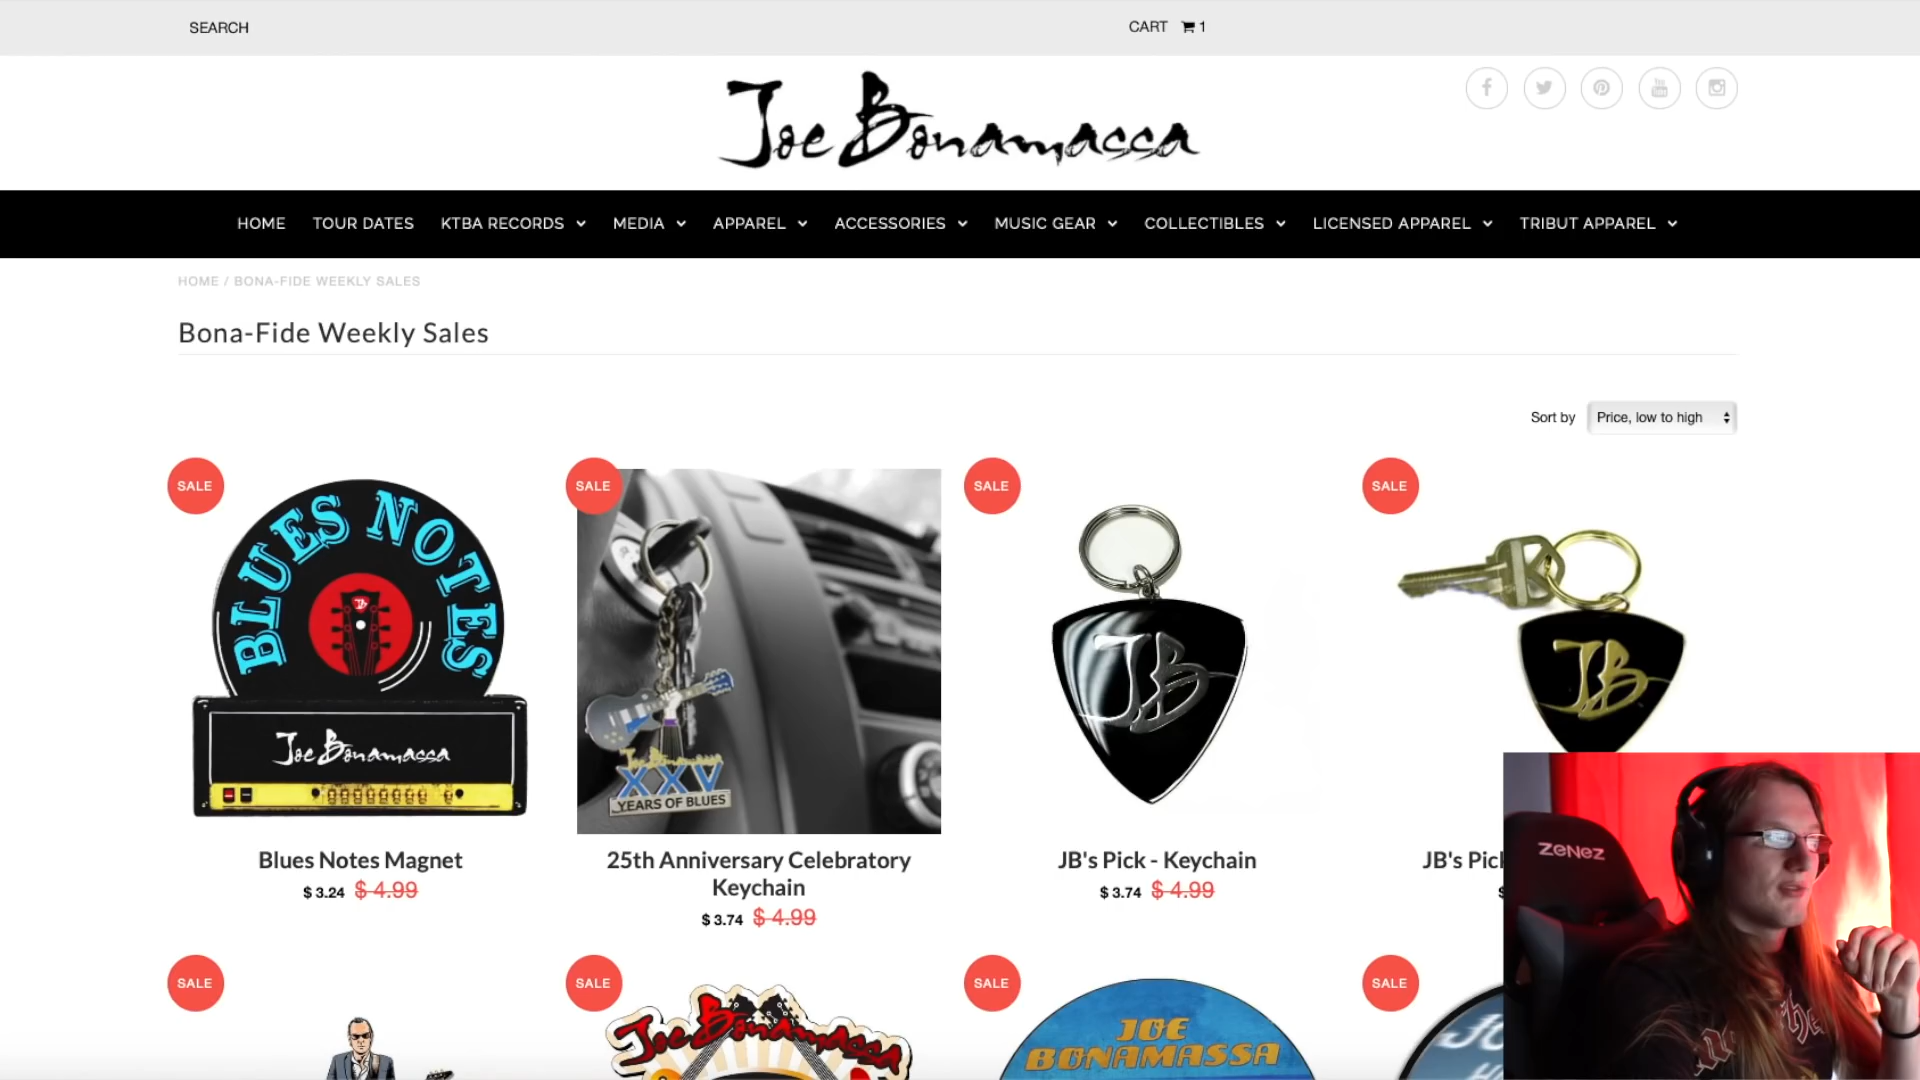 SEARCH
CART 1
Joe Bonamassa
HOME TOUR DATES KTBA RECORDS MEDIA APPAREL ACCESSORIES MUSIC GEAR COLLECTIBLES LICENSED APPAREL TRIBUT APPAREL
HOME / BONA-FIDE WEEKLY SALES
Bona-Fide Weekly Sales
Sort by Price, low to high
SALE SALE SALE SALE
BLUES NOTES
Joe Bonamassa
Joe Bonamassa
XXV
YEARS OF BLUES
JB
JB
Blues Notes Magnet
$ 3.24 $ 4.99
25th Anniversary Celebratory
Keychain
$ 3.74 $ 4.99
JB's Pick - Keychain
$ 3.74 $ 4.99
JB's Pick
ZENEZ
SALE SALE SALE SALE
Joe Bonamassa
JOE
BONAMASSA